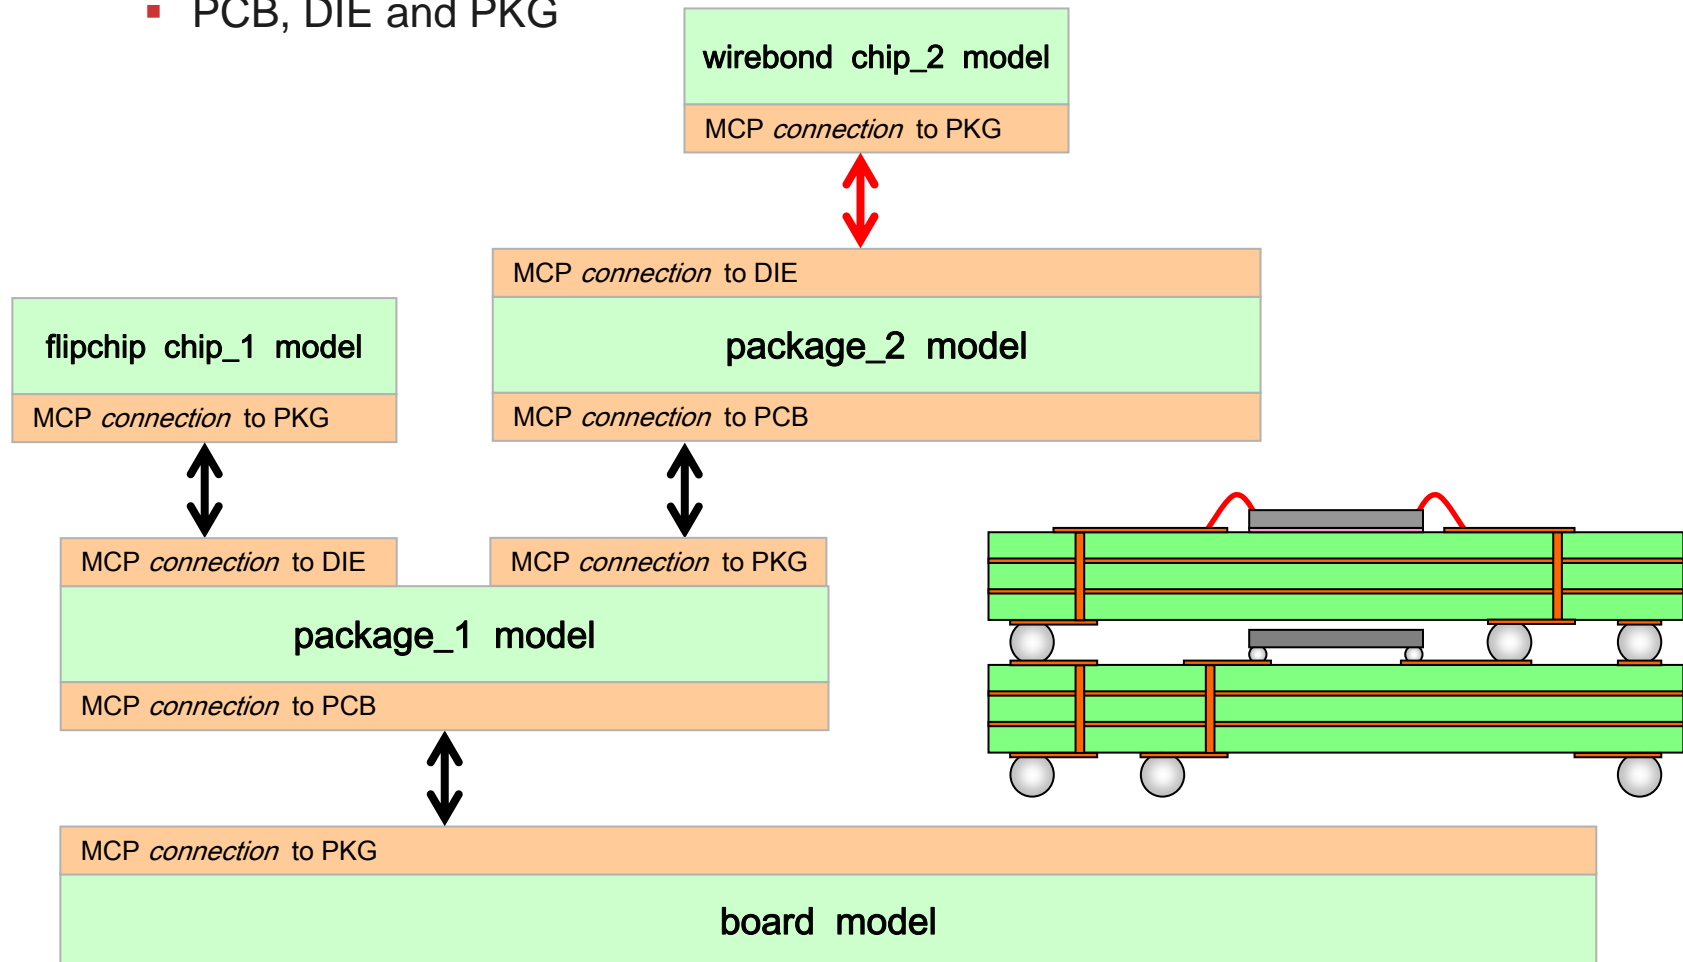 ▪ PCB, DIE and PKG
wirebond chip_2 model
MCP connection to PKG
MCP connection to DIE
package_2 model
MCP connection to PCB
flipchip chip_1 model
MCP connection to PKG
MCP connection to DIE
MCP connection to PKG
package_1 model
MCP connection to PCB
MCP connection to PKG
board model